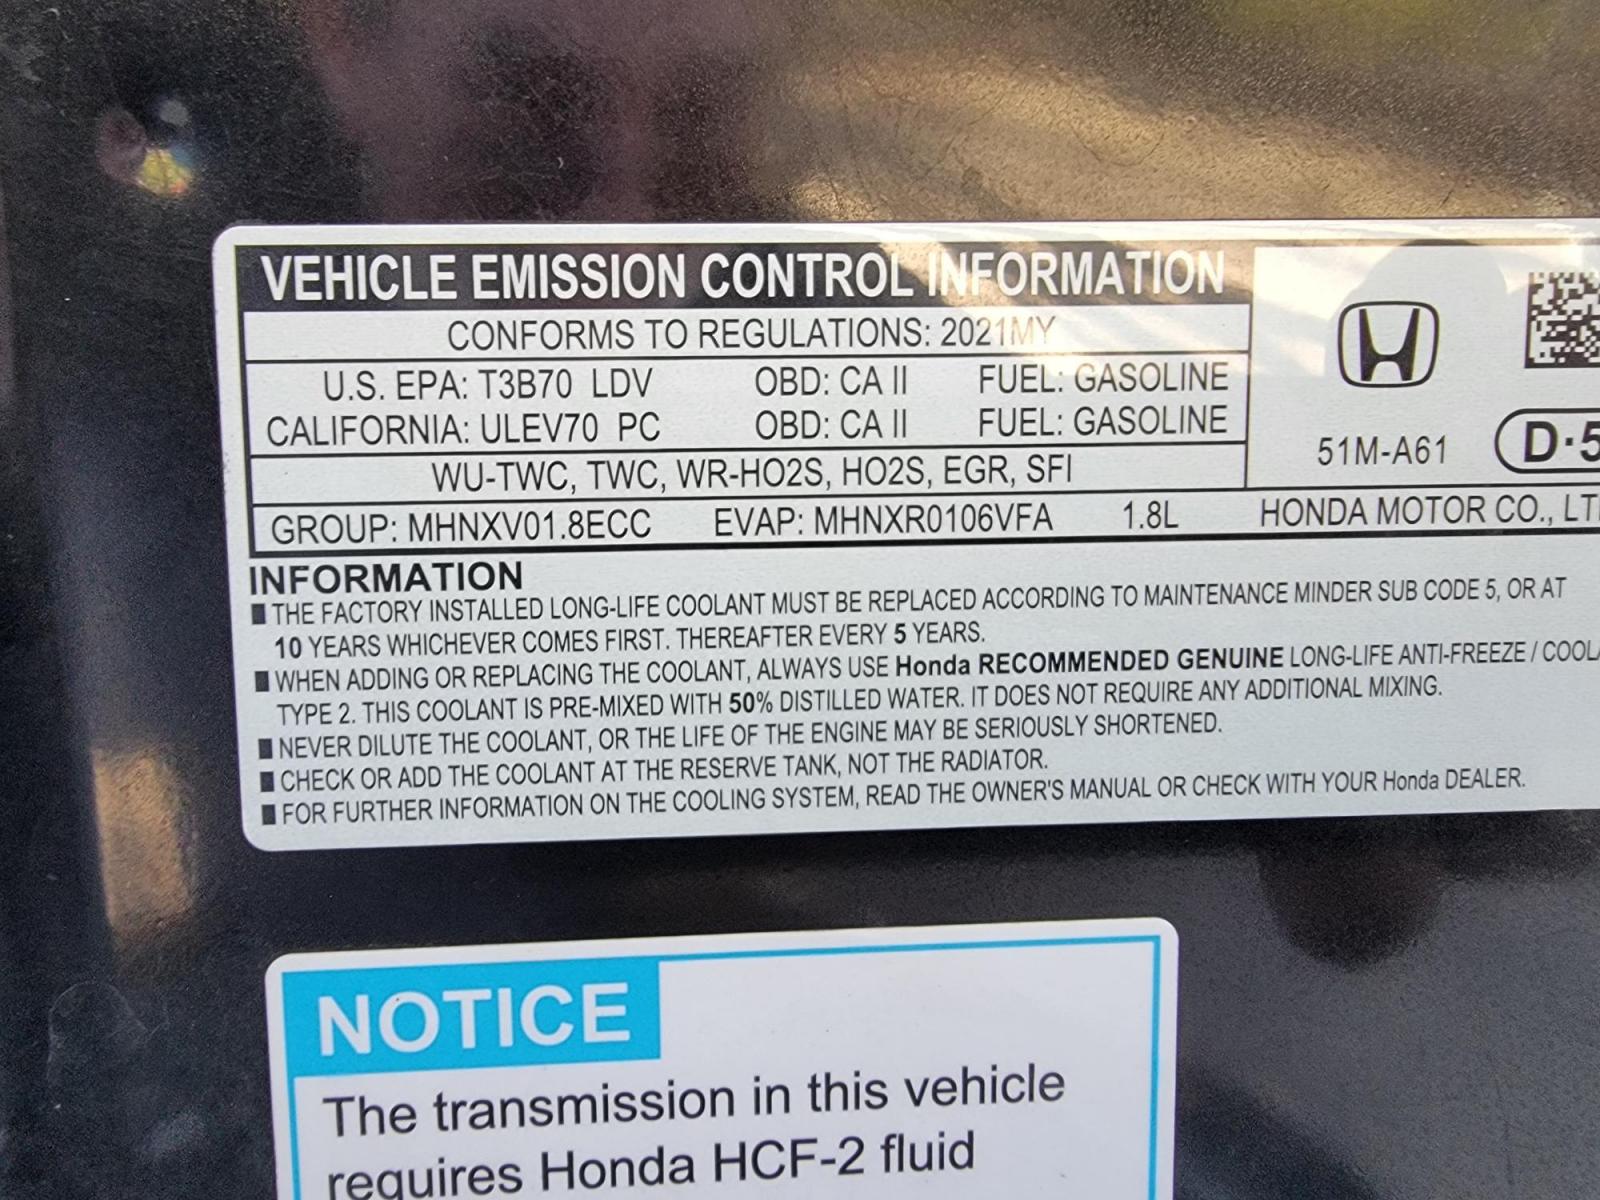 VEHICLE EMISSION CONTROL INFORMATION
CONFORMS TO REGULATIONS: 2021MY
U.S. EPA: T3B70 LDV OBD: CA II FUEL: GASOLINE
CALIFORNIA: ULEV70 PC OBD: CA II FUEL: GASOLINE
51M-A61 D·5
WU-TWC, TWC, WR-HO2S, HO2S, EGR, SFI
GROUP: MHNXV01.8ECC EVAP: MHNXR0106VFA 1.8L HONDA MOTOR CO.,
INFORMATION
■ THE FACTORY INSTALLED LONG-LIFE COOLANT MUST BE REPLACED ACCORDING TO MAINTENANCE MINDER SUB CODE 5, OR AT
10 YEARS WHICHEVER COMES FIRST. THEREAFTER EVERY 5 YEARS.
■ WHEN ADDING OR REPLACING THE COOLANT, ALWAYS USE Honda RECOMMENDED GENUINE LONG-LIFE ANTI-FREEZE /
TYPE 2. THIS COOLANT IS PRE-MIXED WITH 50% DISTILLED WATER. IT DOES NOT REQUIRE ANY ADDITIONAL MIXING.
■ NEVER DILUTE THE COOLANT, OR THE LIFE OF THE ENGINE MAY BE SERIOUSLY SHORTENED.
■ CHECK OR ADD THE COOLANT AT THE RESERVE TANK, NOT THE RADIATOR.
■ FOR FURTHER INFORMATION ON THE COOLING SYSTEM, READ THE OWNER'S MANUAL OR CHECK WITH YOUR Honda DEALER.
NOTICE
The transmission in this vehicle
requires Honda HCF-2 fluid